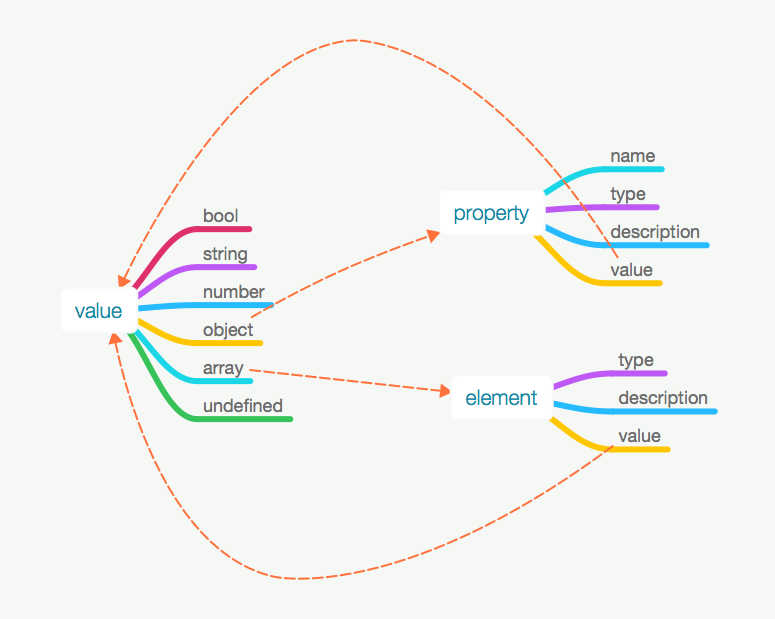 value
bool
string
number
object
array
undefined
property
name
type
description
value
element
type
description
value